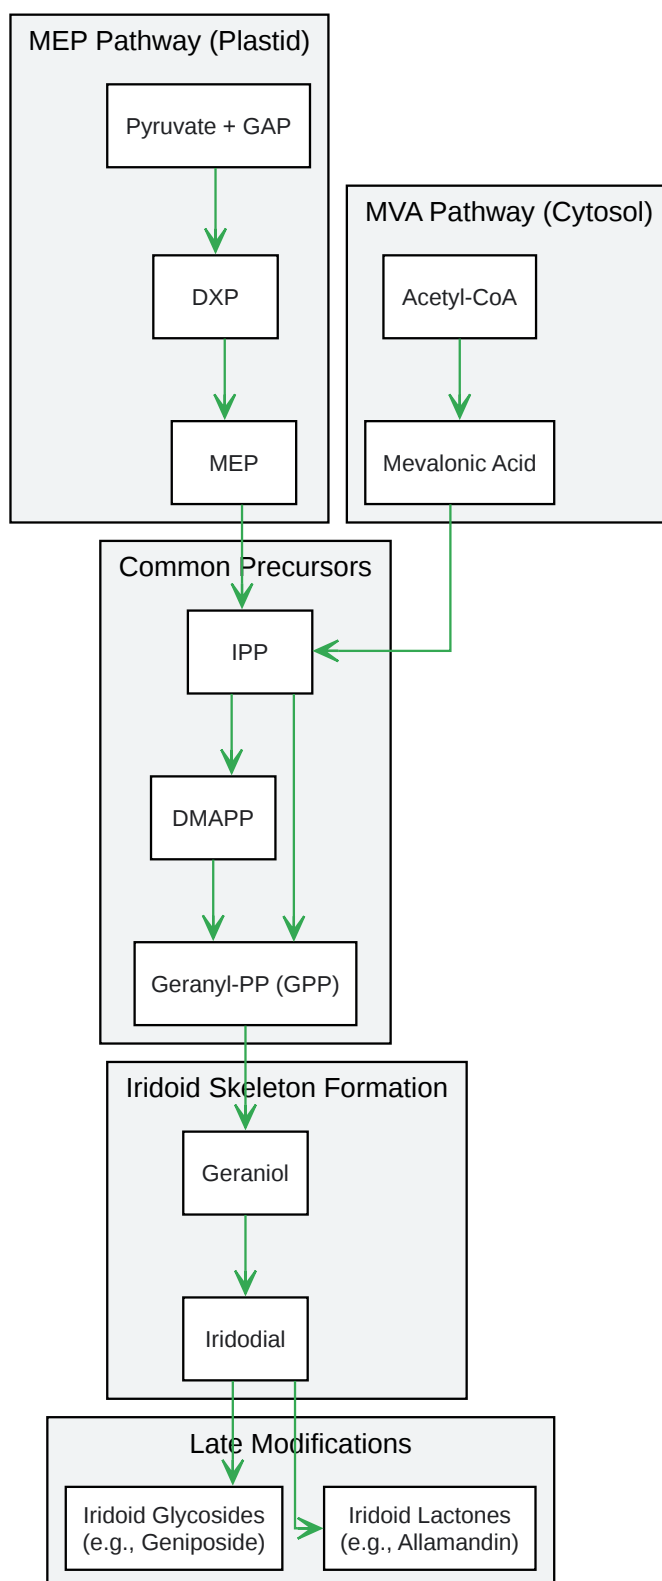 MEP Pathway (Plastid)
Pyruvate + GAP
DXP
MEP
MVA Pathway (Cytosol)
Acetyl-CoA
Mevalonic Acid
Common Precursors
IPP
DMAPP
Geranyl-PP (GPP)
Iridoid Skeleton Formation
Geraniol
Iridodial
Late Modifications
Iridoid Glycosides
(e.g., Geniposide)
Iridoid Lactones
(e.g., Allamandin)